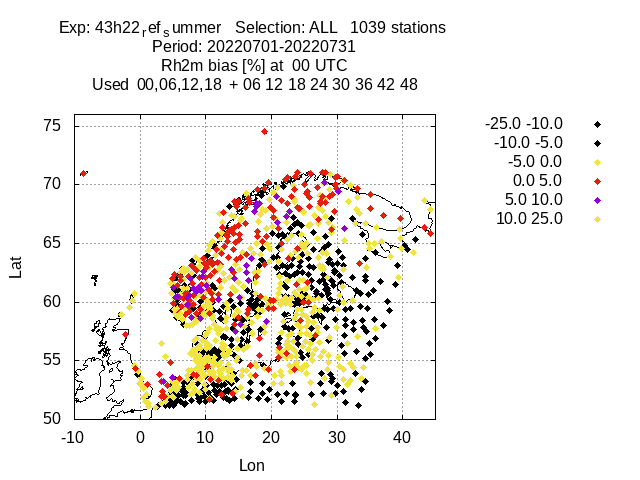 Exp: 43h22refsummer   Selection: ALL   1039 stations
Period: 20220701-20220731
Rh2m bias [%] at  00 UTC
Used  00,06,12,18  + 06 12 18 24 30 36 42 48
-25.0 -10.0
-10.0 -5.0
-5.0 0.0
0.0 5.0
5.0 10.0
10.0 25.0
75
70
65
60
55
50
Lat
-10 0 10 20 30 40
Lon